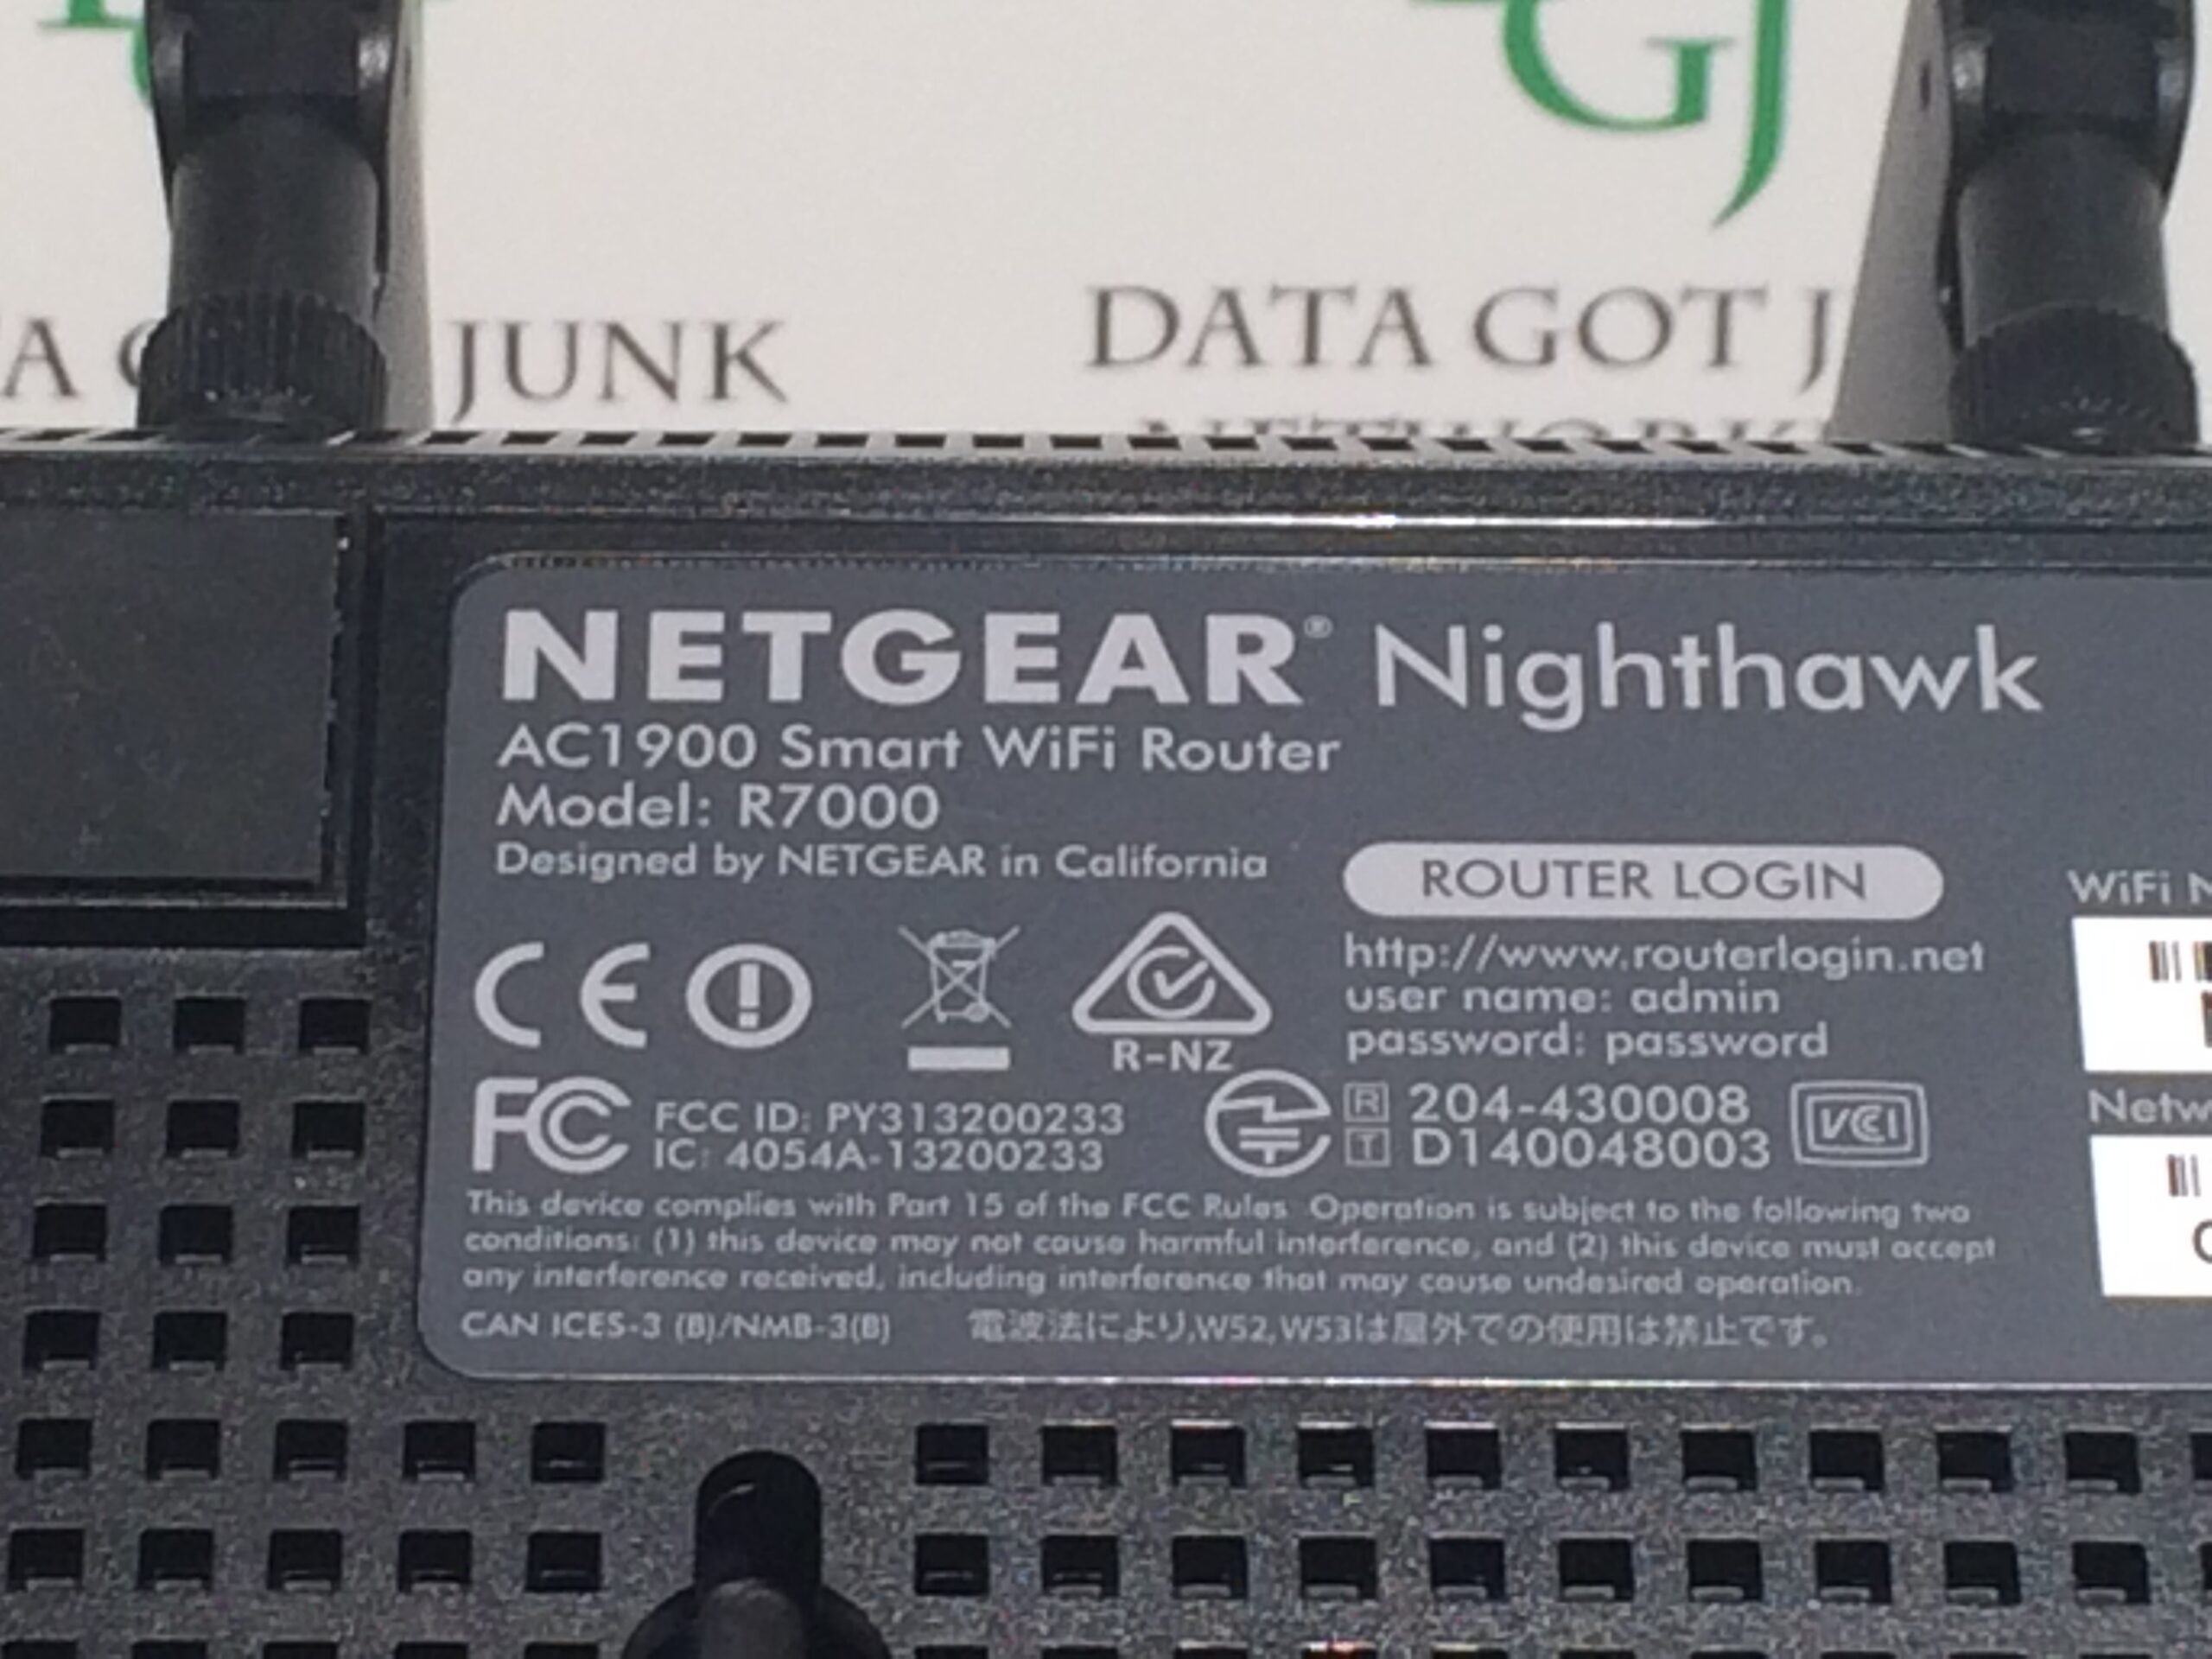 GJ
JUNK
DATA GOT J
NETWORK
NETGEAR® Nighthawk
AC1900 Smart WiFi Router
Model: R7000
Designed by NETGEAR in California
ROUTER LOGIN
http://www.routerlogin.net
user name: admin
password: password
WiFi N
CE
R-NZ
FC FCC ID: PY313200233
IC: 4054A-13200233
R 204-430008
T D140048003
VCI
Netw
This device complies with Part 15 of the FCC Rules. Operation is subject to the following two
conditions: (1) this device may not cause harmful interference, and (2) this device must accept
any interference received, including interference that may cause undesired operation.
CAN ICES-3 (B)/NMB-3(B) 電波法により,W52,W53は屋外での使用は禁止です。